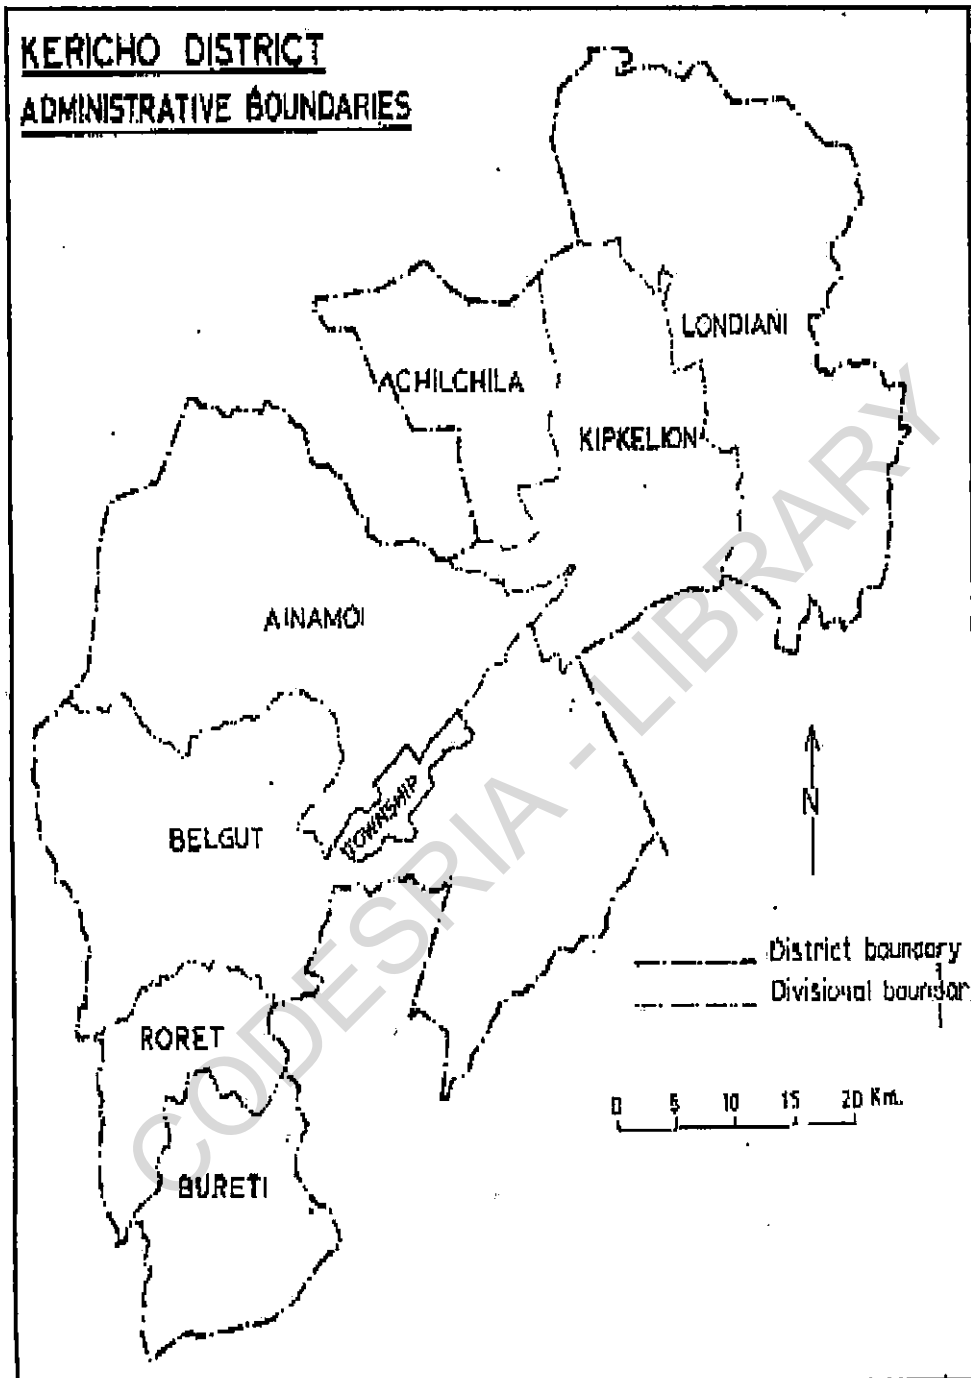 KERICHO DISTRICT
ADMINISTRATIVE BOUNDARIES
LONDIANI
CHILCHILA
KIPKELION
AINAMOI
TOWNSHIP
BELGUT
N
District boundary
Divisional boundar
RORET
0 5 10 15 20 Km.
BURETI
CODESRIA - LIBRARY